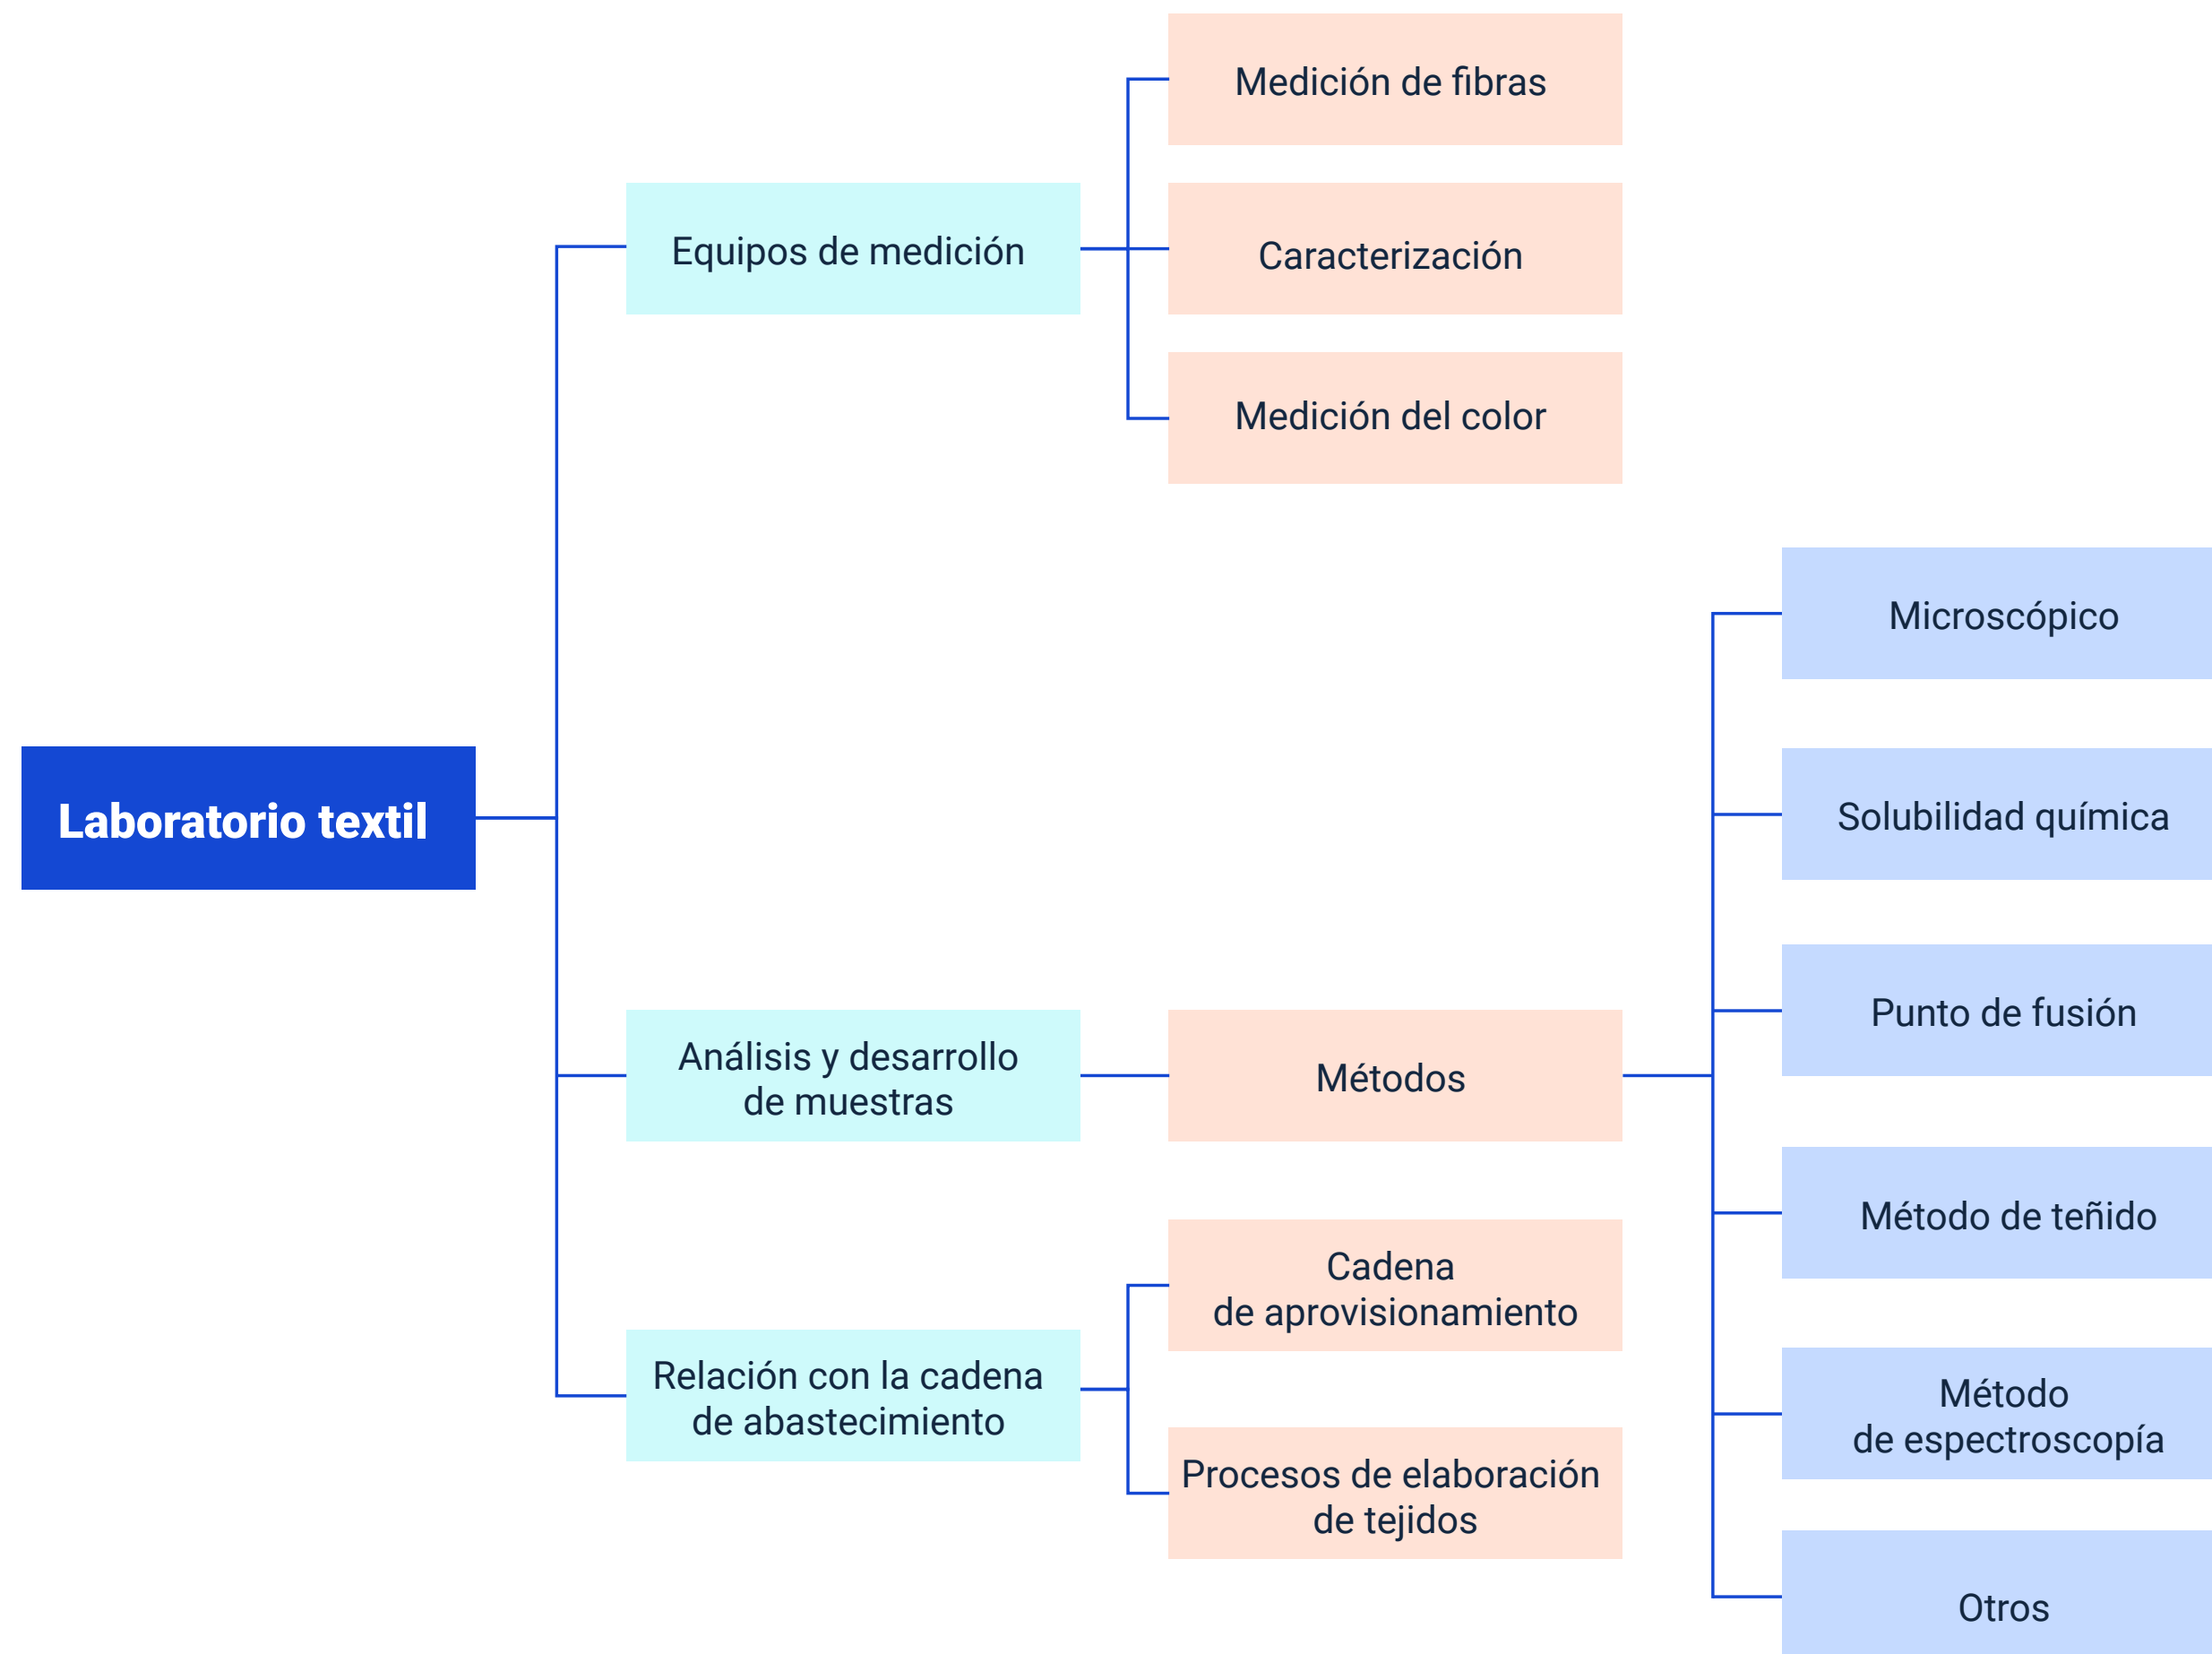 Laboratorio textil
Equipos de medición
Medición de fibras
Caracterización
Medición del color
Análisis y desarrollo
de muestras
Métodos
Microscópico
Solubilidad química
Punto de fusión
Método de teñido
Método
de espectroscopía
Otros
Relación con la cadena
de abastecimiento
Cadena
de aprovisionamiento
Procesos de elaboración
de tejidos